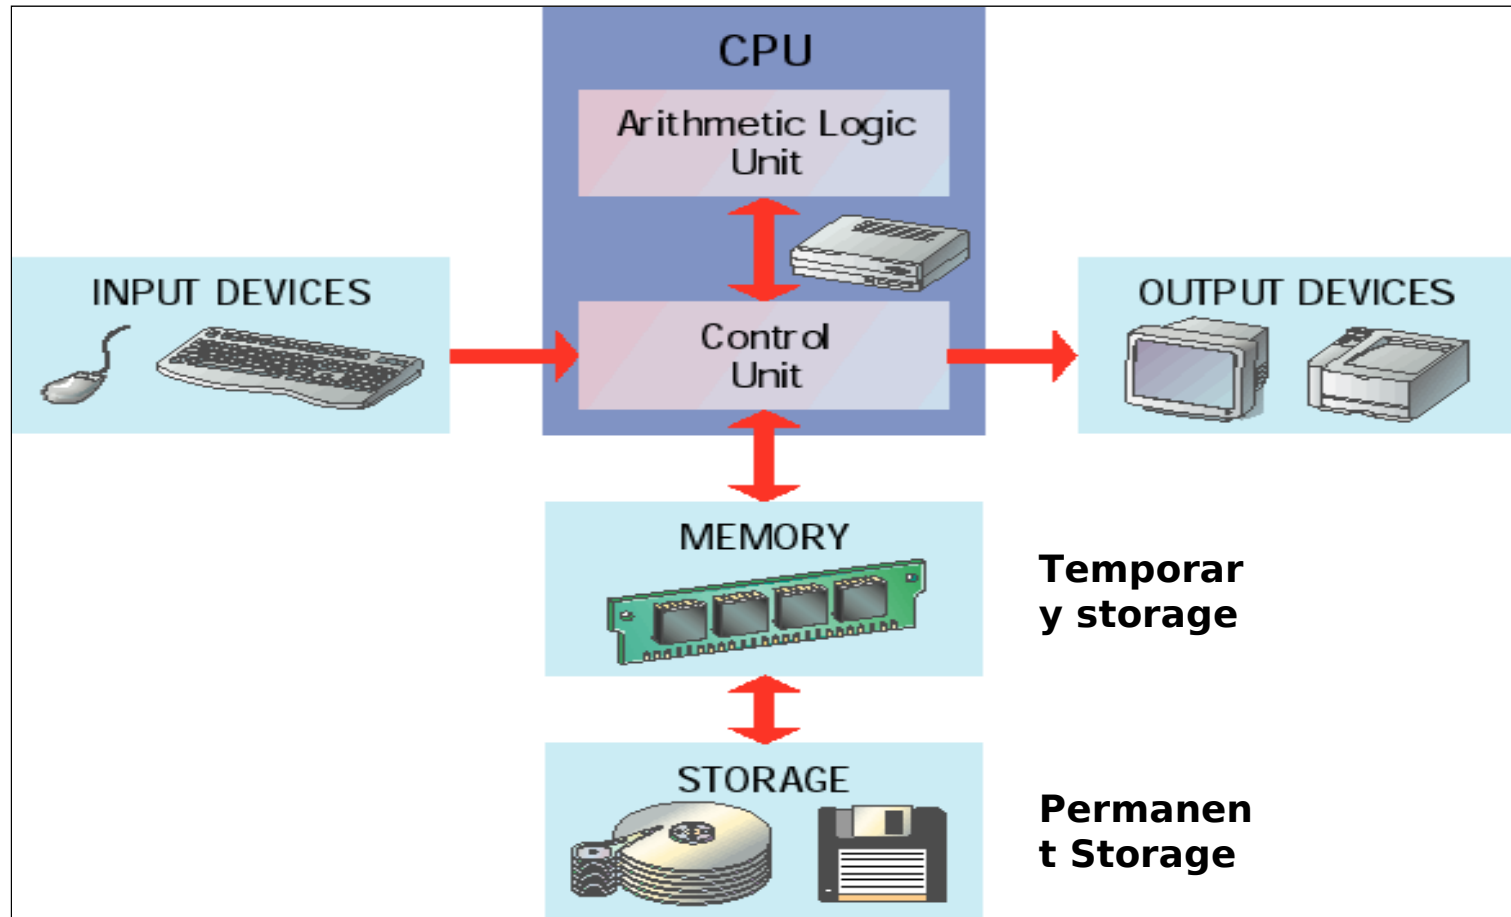 CPU
Arithmetic Logic
Unit
INPUT DEVICES
Control
Unit
OUTPUT DEVICES
MEMORY
Temporar
y storage
STORAGE
Permanen
t Storage